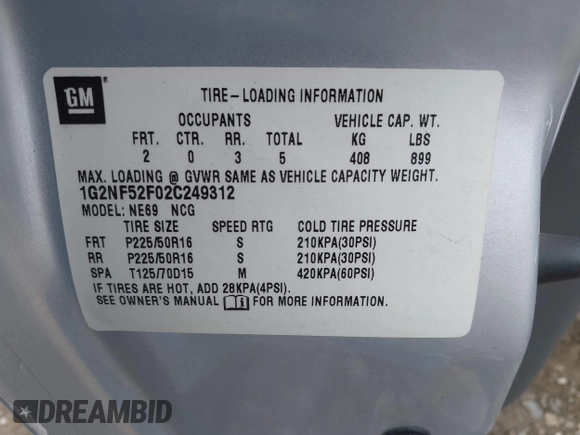 GM
TIRE-LOADING INFORMATION
OCCUPANTS VEHICLE CAP. WT.
FRT. CTR. RR. TOTAL KG LBS
2 0 3 5 408 899
MAX. LOADING @ GVWR SAME AS VEHICLE CAPACITY WEIGHT.
1G2NF52F02C249312
MODEL: NE69 NCG
TIRE SIZE SPEED RTG COLD TIRE PRESSURE
FRT P225/50R16 S 210KPA(30PSI)
RR P225/50R16 S 210KPA(30PSI)
SPA T125/70D15 M 420KPA(60PSI)
IF TIRES ARE HOT, ADD 28KPA(4PSI).
SEE OWNER'S MANUAL FOR MORE INFORMATION.
DREAMBID